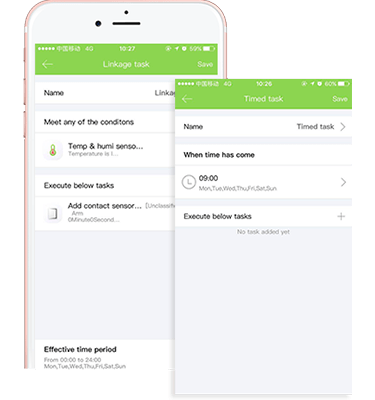 中国移动 4G 10:27 59%
Linkage task Save
Name Linka
Meet any of the conditons
Temp & humi senso...
Temperature Is l...
Execute below tasks
Add contact sensor... [Unclassifie
Arm
0Minute0Second...
Effective time period
From 00:00 to 24:00
Mon,Tue,Wed,Thu,Fri,Sat,Sun
中国移动 4G 10:26 60%
Timed task Save
Name Timed task
When time has come
09:00
Mon,Tue,Wed,Thu,Fri,Sat,Sun
Execute below tasks
No task added yet